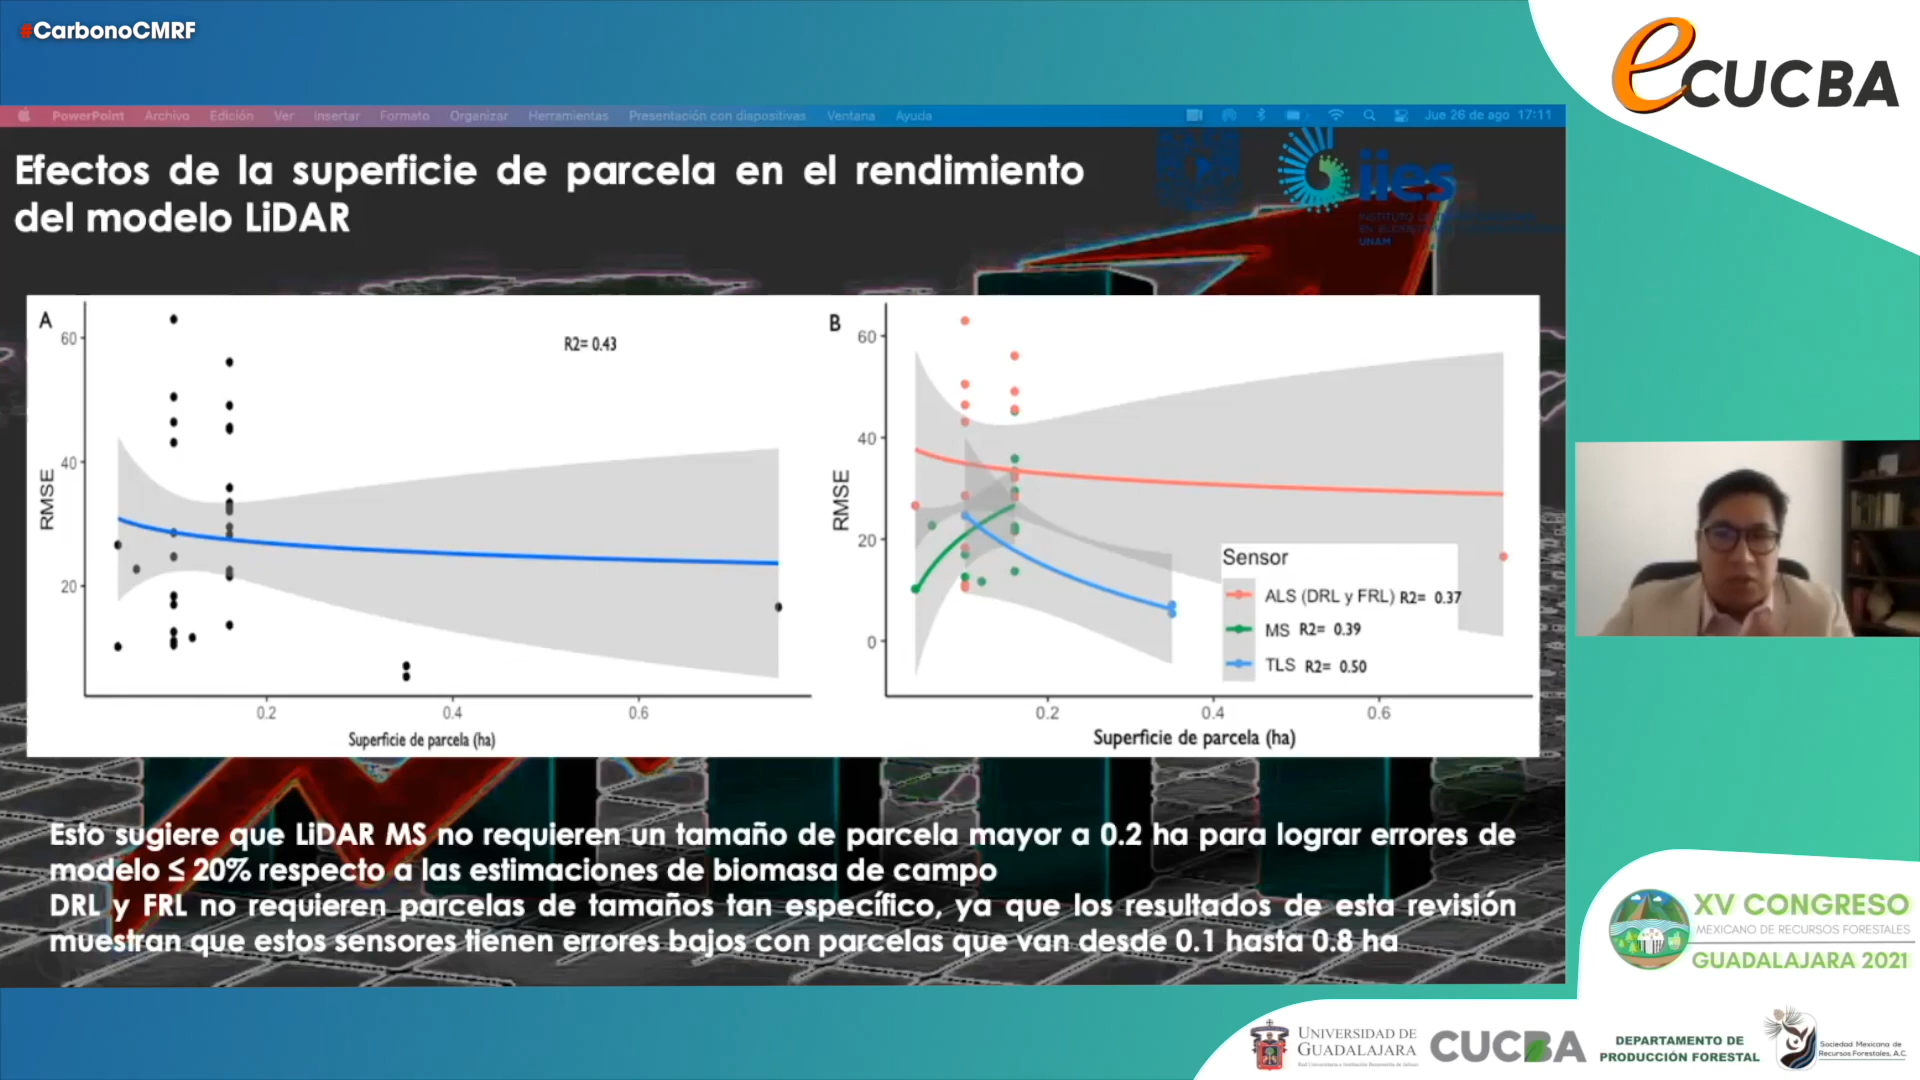 #CarbonoCMRF
eCUCBA
PowerPoint Archivo Edición Ver Insertar Formato Organizar Herramientas Presentación con dispositivas Ventana Ayuda Jue 26 de ago 17:11
Efectos de la superficie de parcela en el rendimiento
del modelo LiDAR
iies
UNAM
A
R2= 0.43
60
40
20
RMSE
0.2 0.4 0.6
Superficie de parcela (ha)
B
60
40
20
0
RMSE
0.2 0.4 0.6
Superficie de parcela (ha)
Sensor
ALS (DRL y FRL) R2= 0.37
MS R2= 0.39
TLS R2= 0.50
Esto sugiere que LiDAR MS no requieren un tamaño de parcela mayor a 0.2 ha para lograr errores de
modelo ≤ 20% respecto a las estimaciones de biomasa de campo
DRL y FRL no requieren parcelas de tamaños tan específico, ya que los resultados de esta revisión
muestran que estos sensores tienen errores bajos con parcelas que van desde 0.1 hasta 0.8 ha
XV CONGRESO
MEXICANO DE RECURSOS FORESTALES
GUADALAJARA 2021
UNIVERSIDAD DE
GUADALAJARA
CUCBA
DEPARTAMENTO DE
PRODUCCIÓN FORESTAL
Sociedad Mexicana de
Recursos Forestales, A.C.